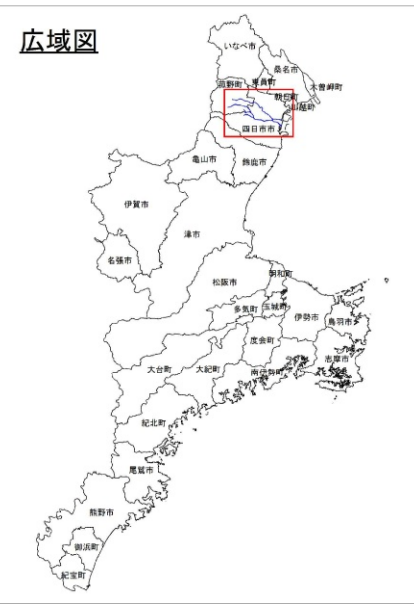 広域図
いなべ市
桑名市
東員町
木曽岬町
菰野町
朝日町
川越町
四日市市
亀山市
鈴鹿市
伊賀市
津市
名張市
松阪市
明和町
多気町
玉城町
伊勢市
鳥羽市
度会町
志摩市
大台町
大紀町
南伊勢町
紀北町
尾鷲市
熊野市
御浜町
紀宝町